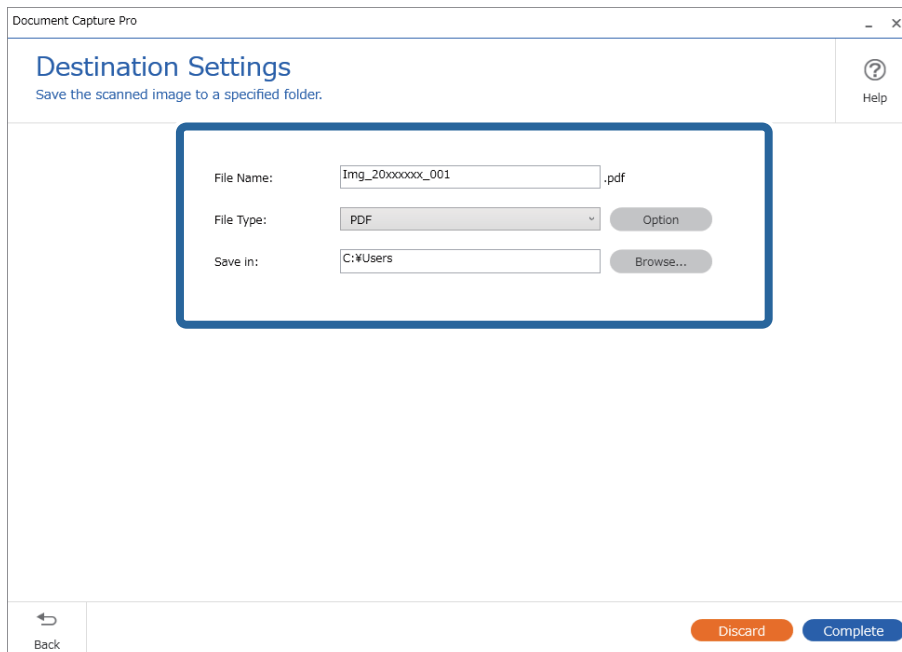 Document Capture Pro
Destination Settings
Save the scanned image to a specified folder.
Help
File Name: Img_20xxxxxx_001 .pdf
File Type: PDF Option
Save in: C:¥Users Browse...
Back
Discard Complete